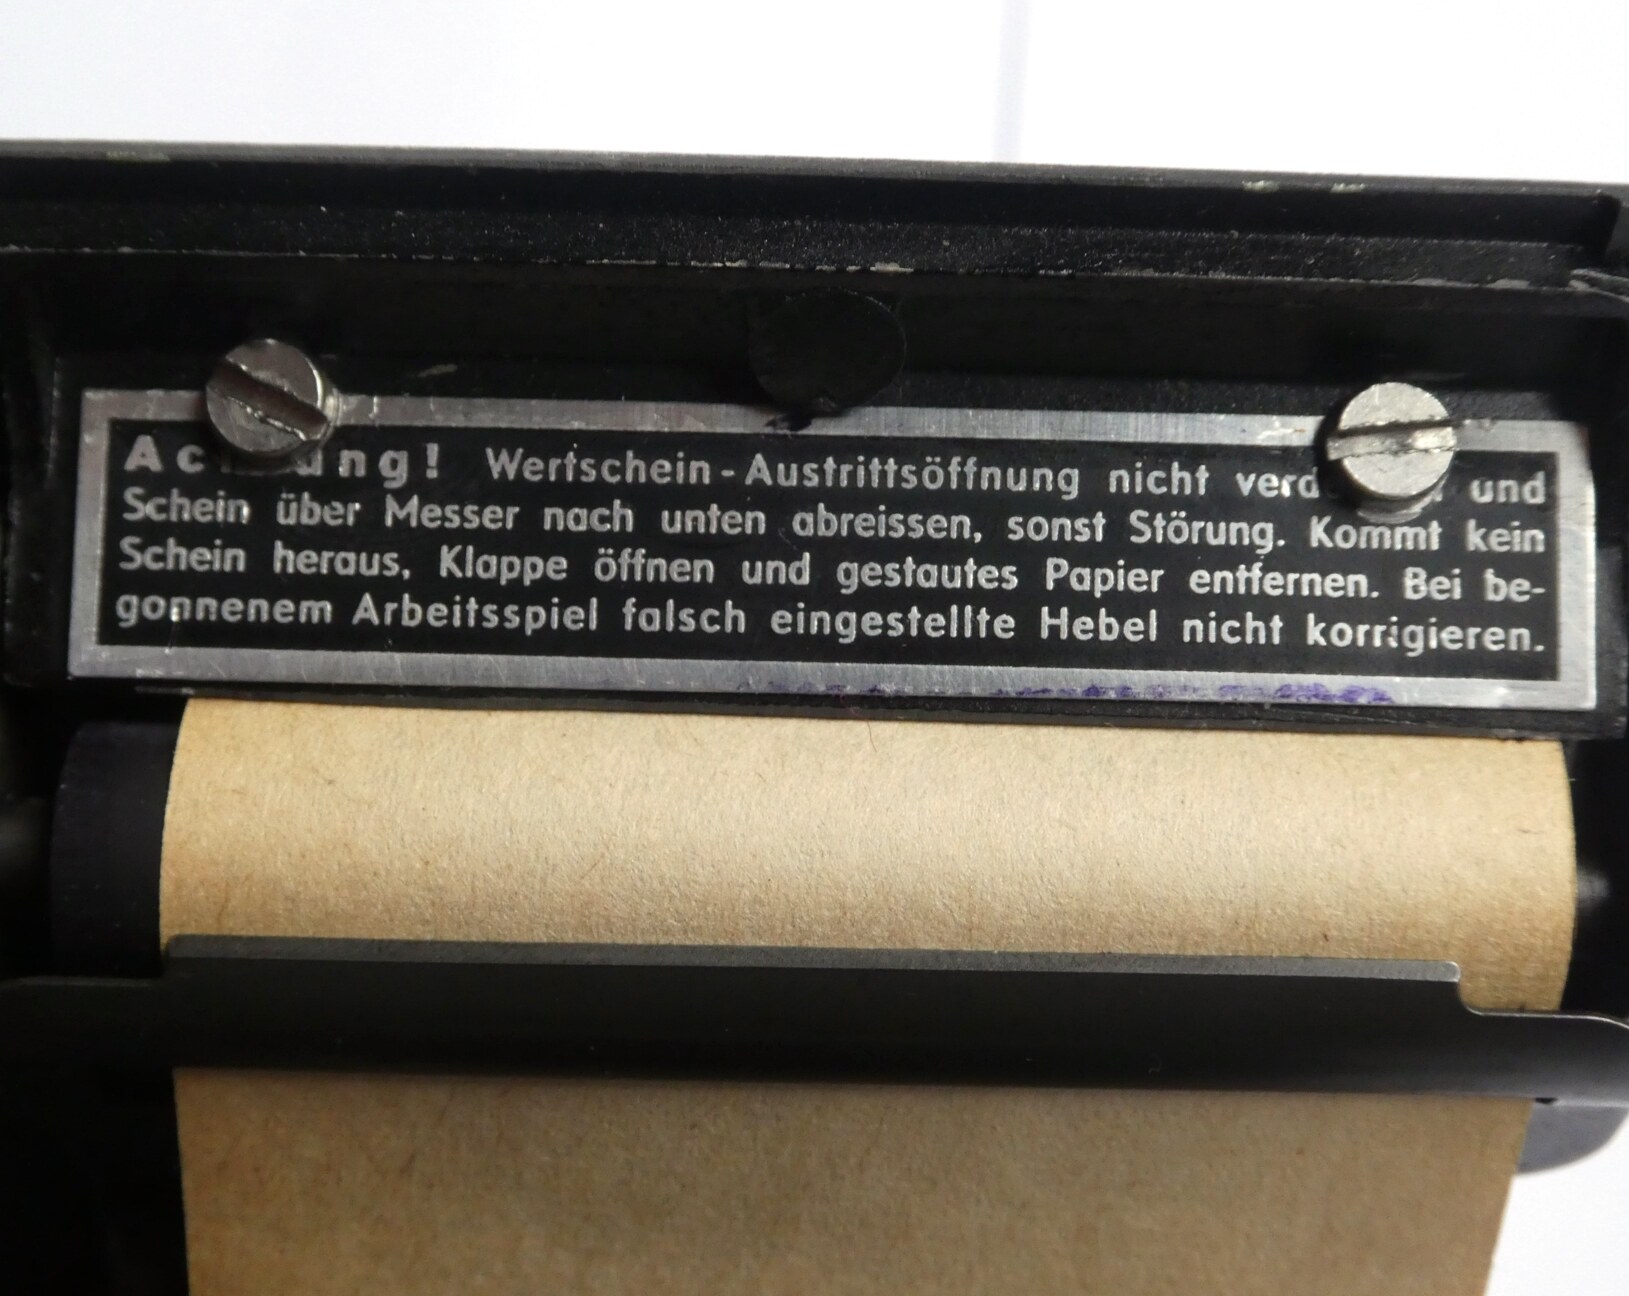 Achtung! Wertschein-Austrittsöffnung nicht und
Schein über Messer nach unten abreissen, sonst Störung. Kommt kein
Schein heraus, Klappe öffnen und gestautes Papier entfernen. Bei be-
gonnenem Arbeitsspiel falsch eingestellte Hebel nicht korrigieren.